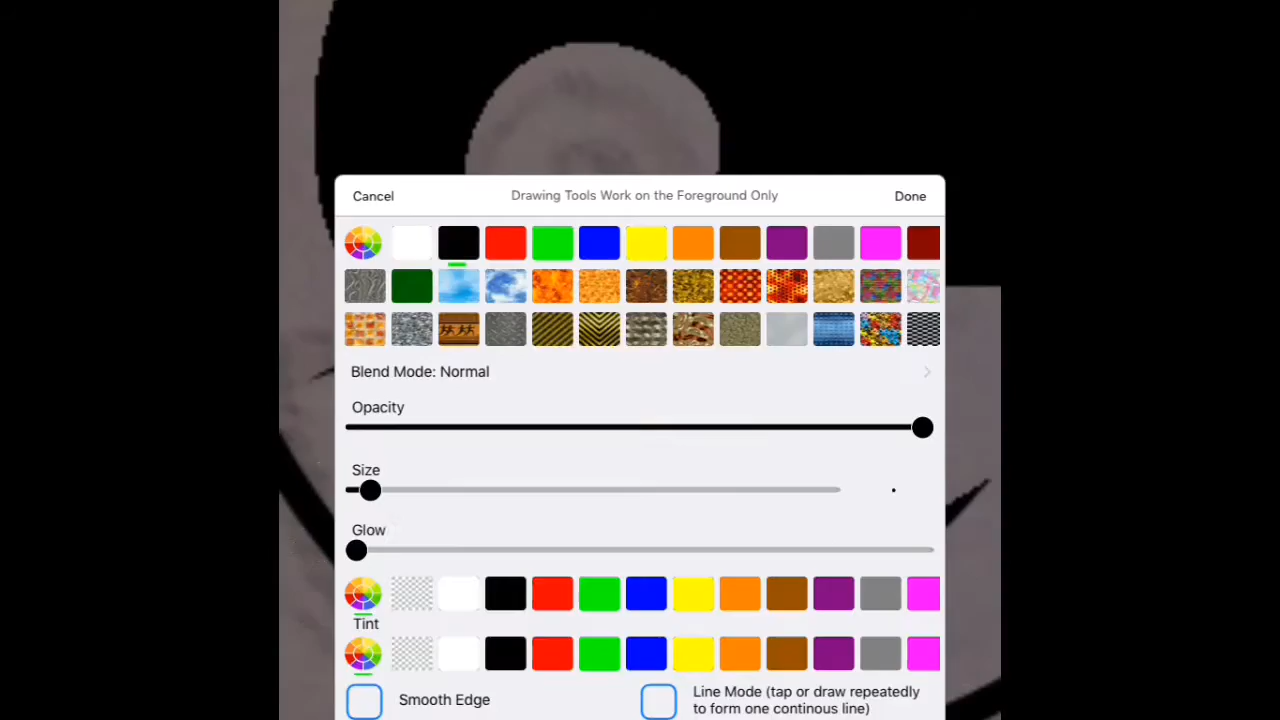 Cancel
Drawing Tools Work on the Foreground Only
Done
Blend Mode: Normal
Opacity
Size
Glow
Tint
Smooth Edge
Line Mode (tap or draw repeatedly
to form one continous line)